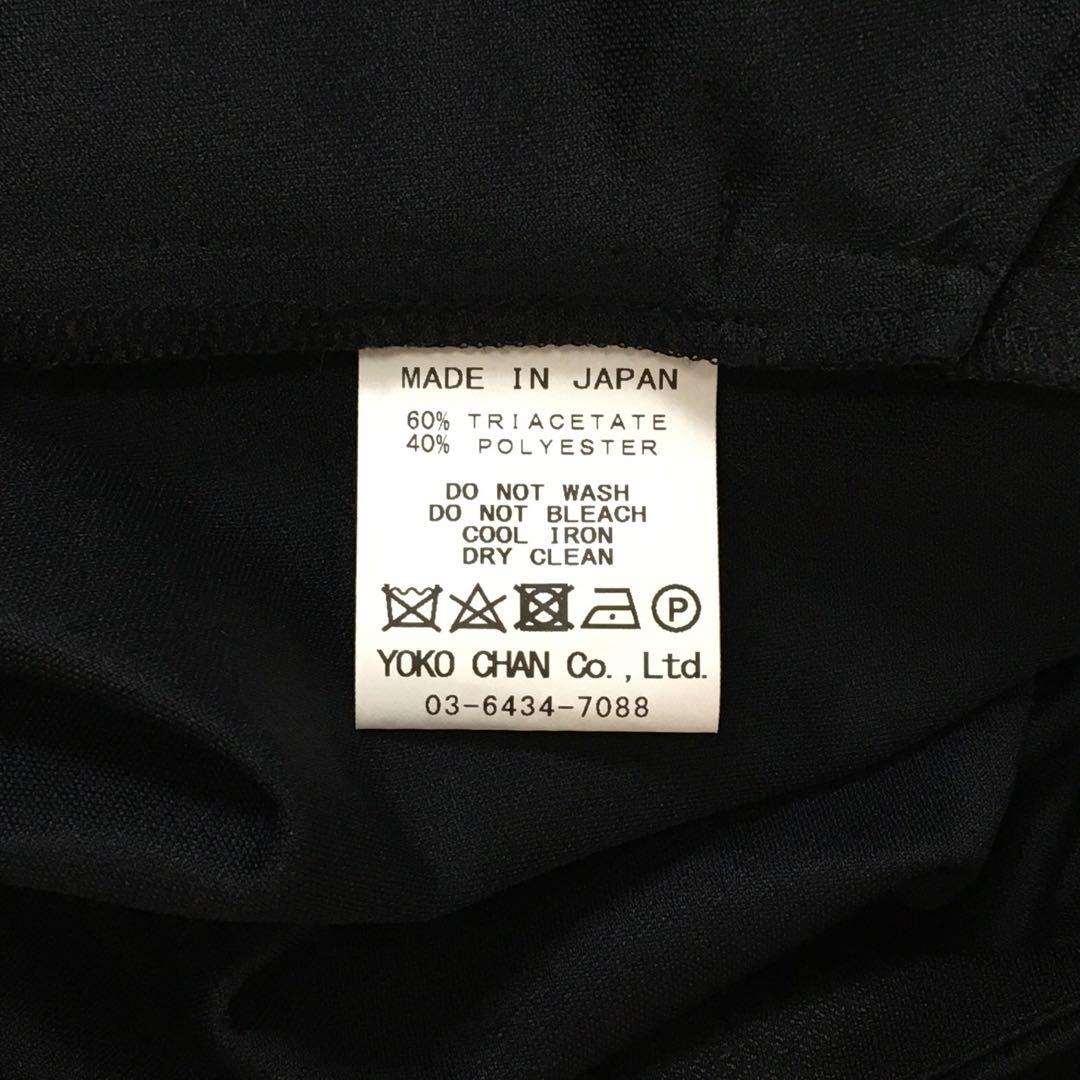 MADE IN JAPAN
60% TRIACETATE
40% POLYESTER
DO NOT WASH
DO NOT BLEACH
COOL IRON
DRY CLEAN
P
YOKO CHAN Co.,Ltd.
03-6434-7088